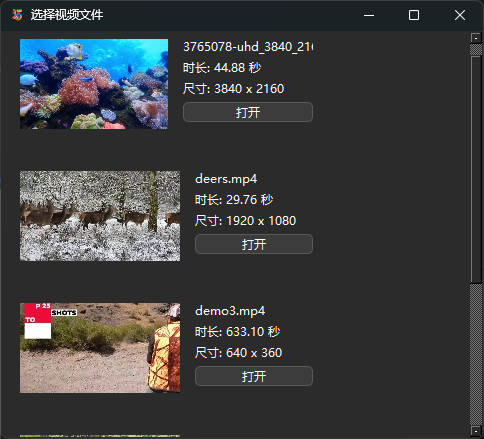 选择视频文件
3765078-uhd_3840_216
时长: 44.88 秒
尺寸: 3840 x 2160
打开
deers.mp4
时长: 29.76 秒
尺寸: 1920 x 1080
打开
P 25
SHOTS
TO
demo3.mp4
时长: 633.10 秒
尺寸: 640 x 360
打开